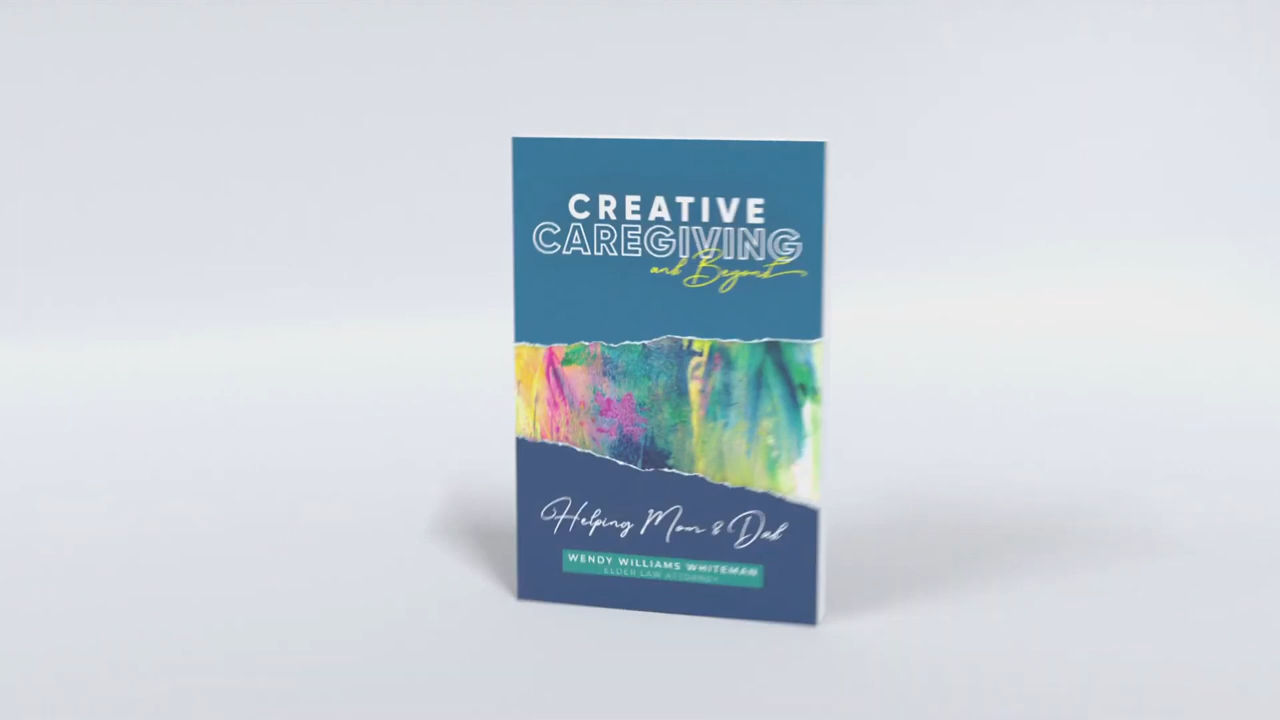 CREATIVE
CAREGIVING
and Beyond
Helping Mom & Dad
WENDY WILLIAMS WHITEMAN
ELDER LAW ATTORNEY